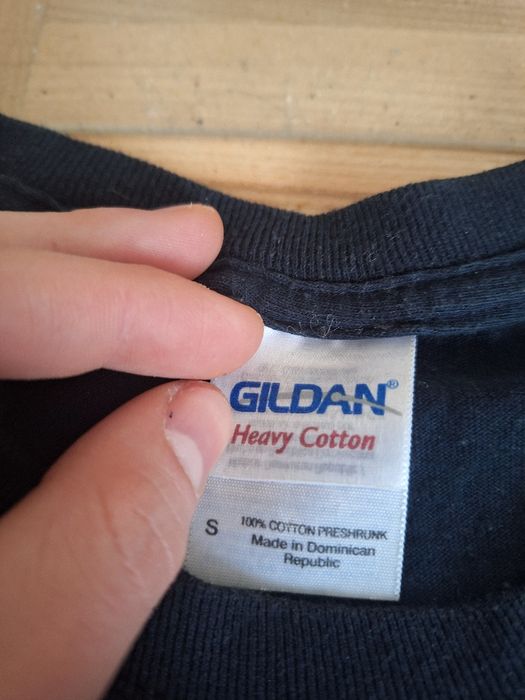 GILDAN®
Heavy Cotton
S
100% COTTON PRESHRUNK
Made in Dominican
Republic